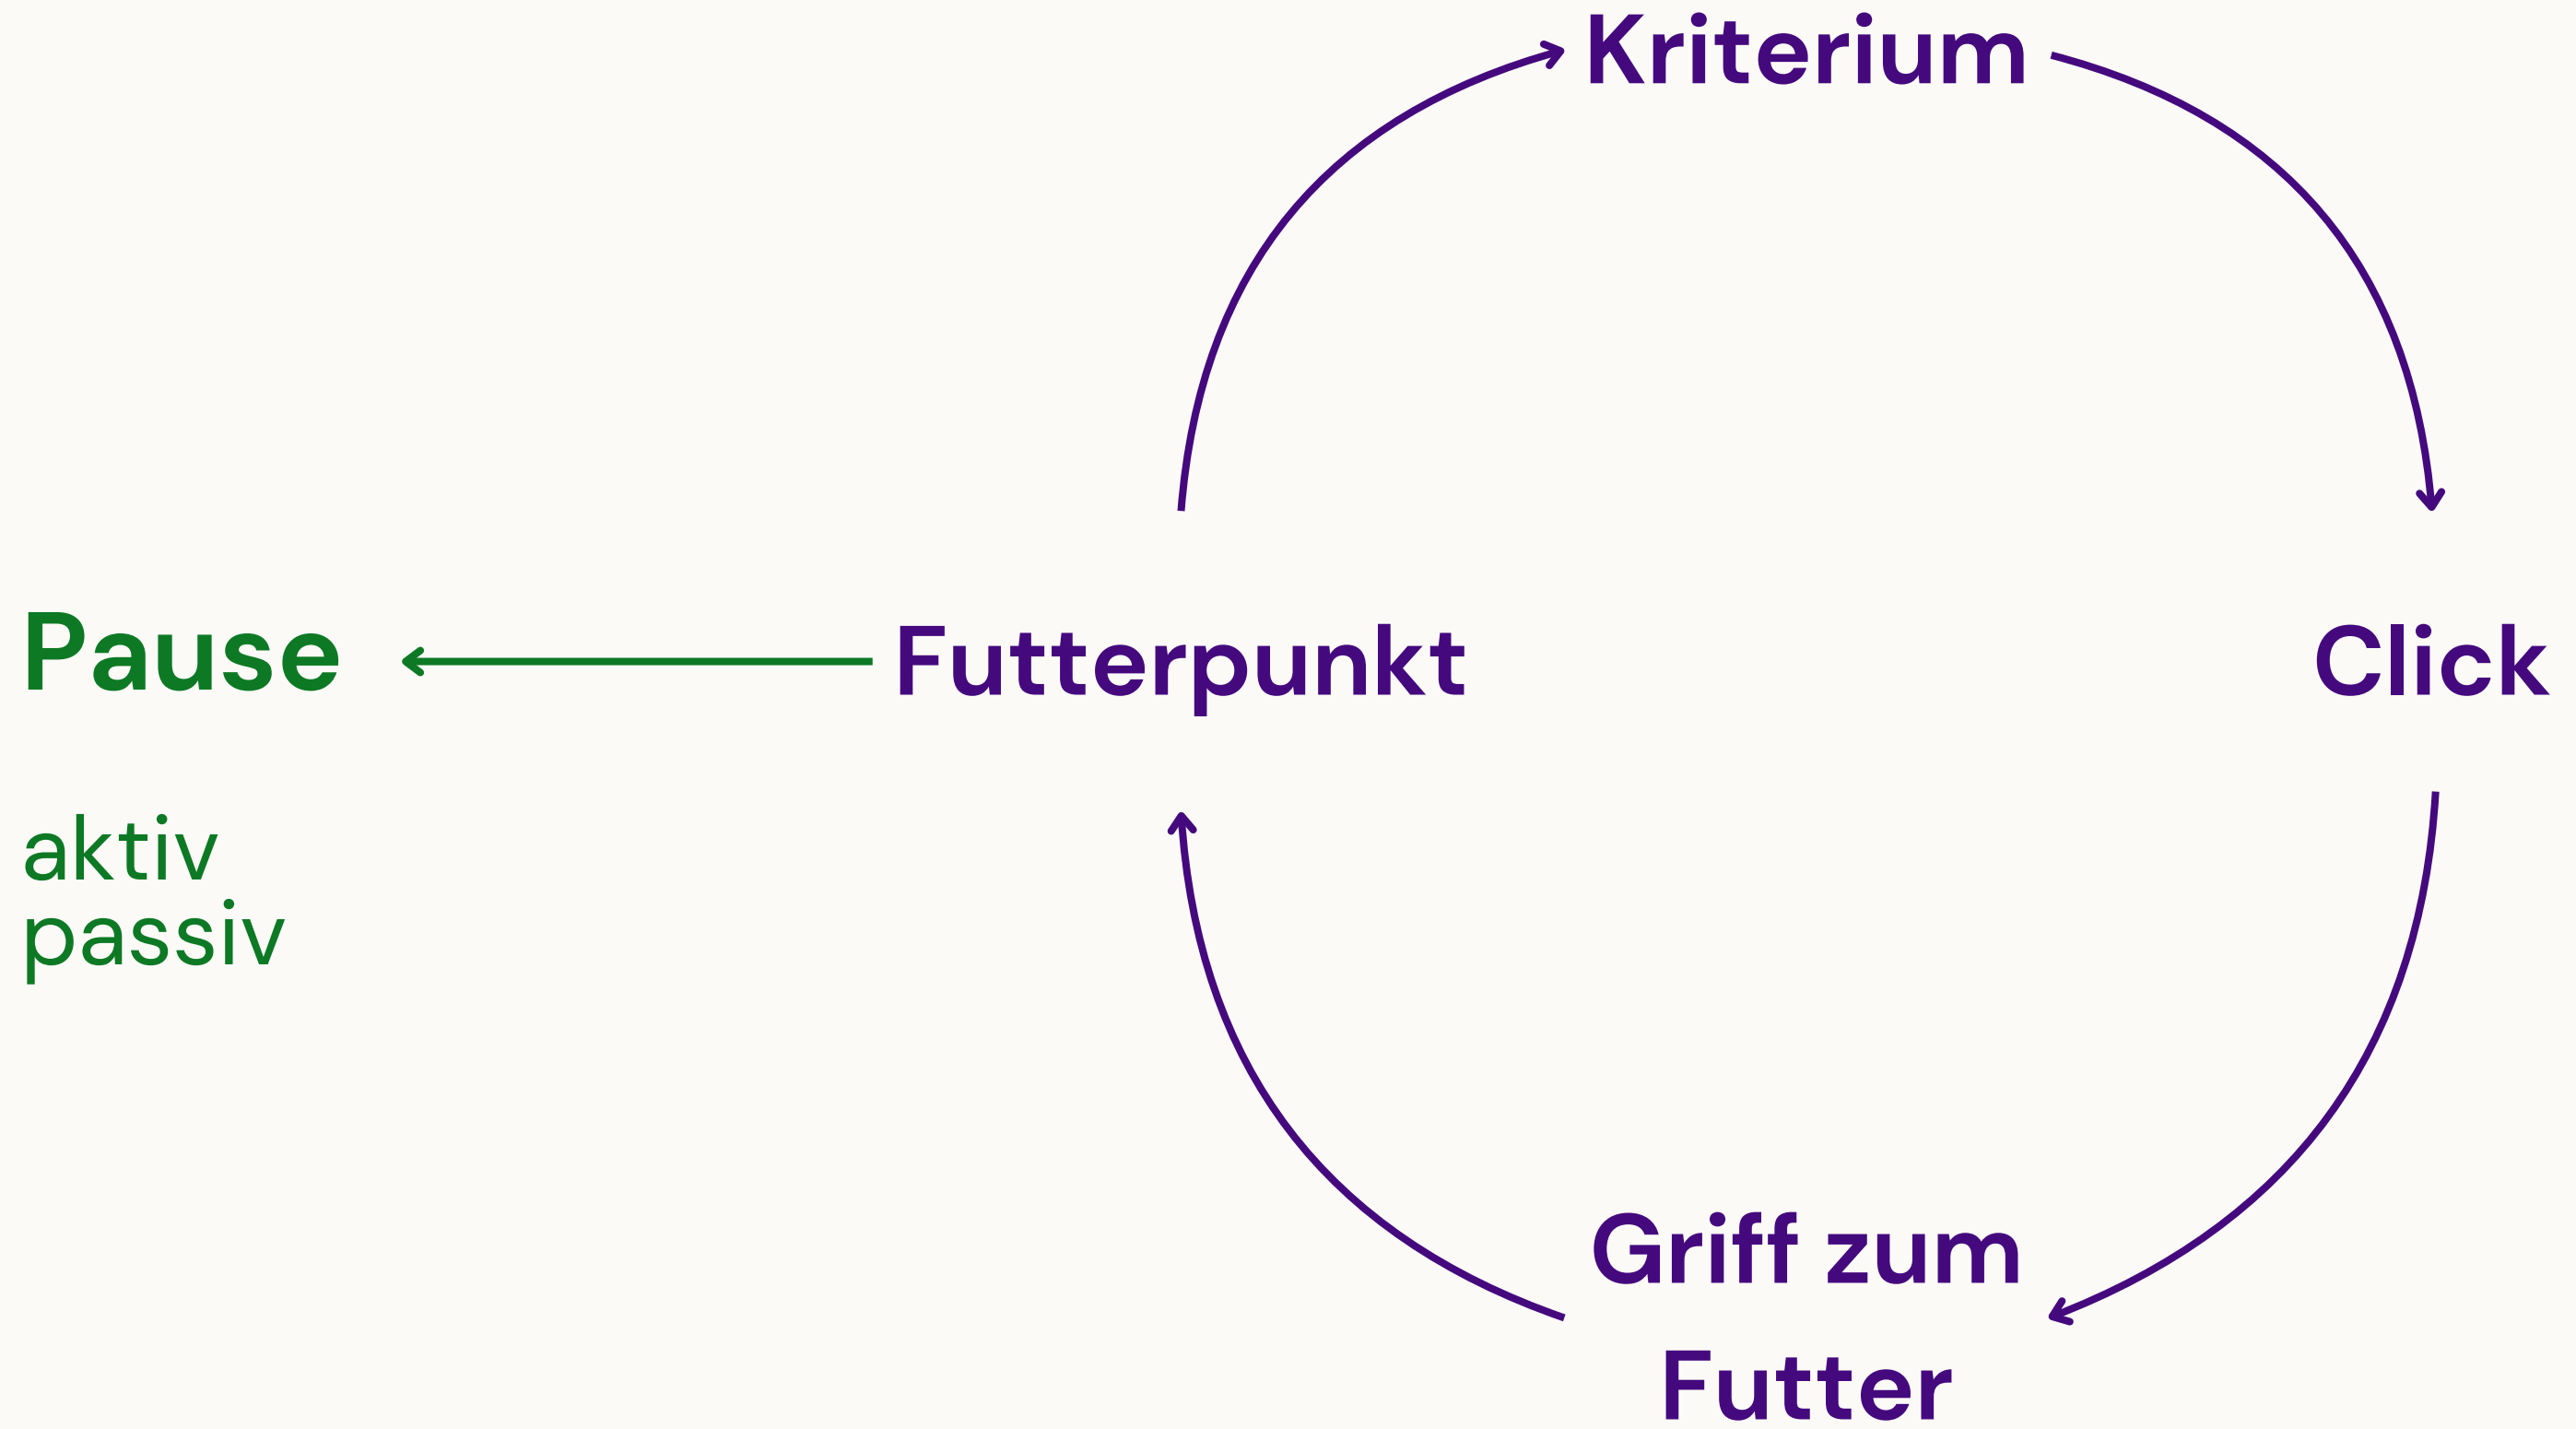 Kriterium
Pause
Futterpunkt
Click
aktiv
passiv
Griff zum
Futter